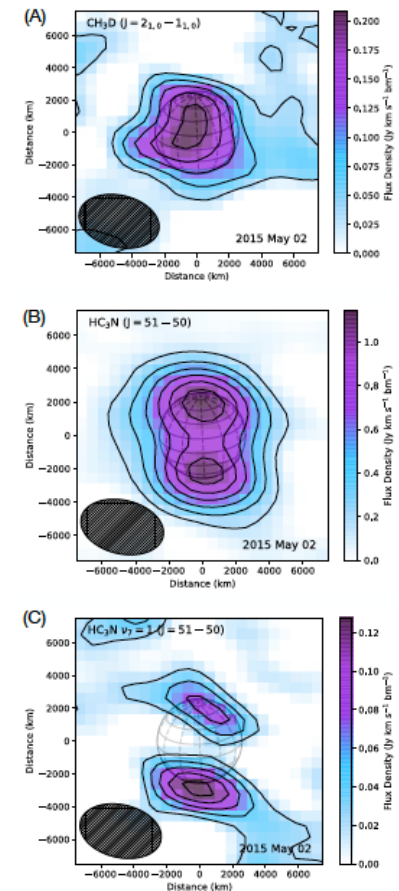 (A)
CH₃D (J = 2₁,₀ − 1₁,₀)
6000
4000
2000
0
−2000
−4000
−6000
Distance (km)
2015 May 02
−6000 −4000 −2000 0 2000 4000 6000
Distance (km)
0.200
0.175
0.150
0.125
0.100
0.075
0.050
0.025
0.000
Flux Density (Jy km s⁻¹ bm⁻¹)
(B)
HC₃N (J = 51 − 50)
6000
4000
2000
0
−2000
−4000
−6000
Distance (km)
2015 May 02
−6000 −4000 −2000 0 2000 4000 6000
Distance (km)
1.0
0.8
0.6
0.4
0.2
0.0
Flux Density (Jy km s⁻¹ bm⁻¹)
(C)
HC₃N ν₇ = 1 (J = 51 − 50)
6000
4000
2000
0
−2000
−4000
−6000
Distance (km)
2015 May 02
−6000 −4000 −2000 0 2000 4000 6000
Distance (km)
0.12
0.10
0.08
0.06
0.04
0.02
0.00
Flux Density (Jy km s⁻¹ bm⁻¹)